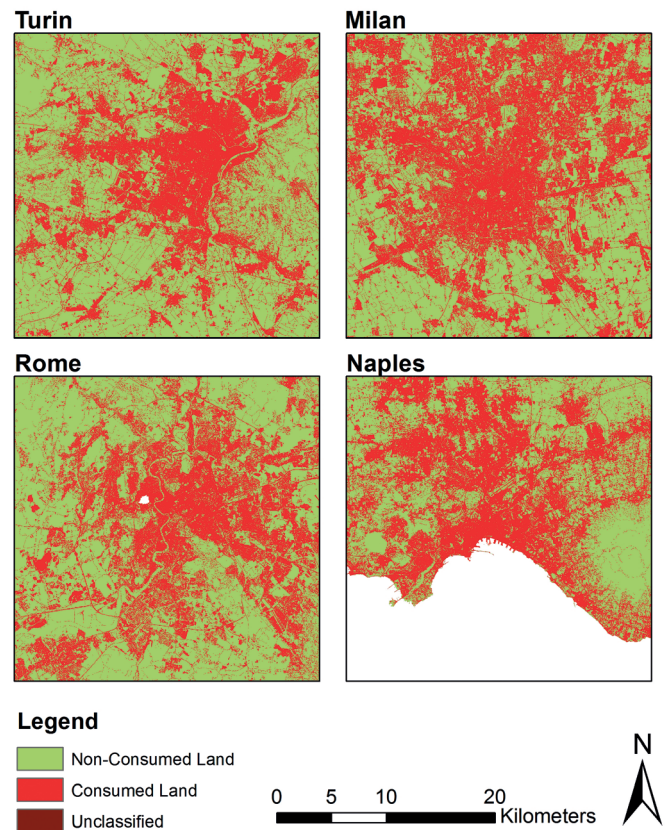 Turin
Milan
Rome
Naples
Legend
Non-Consumed Land
Consumed Land
Unclassified
0 5 10 20
Kilometers
N